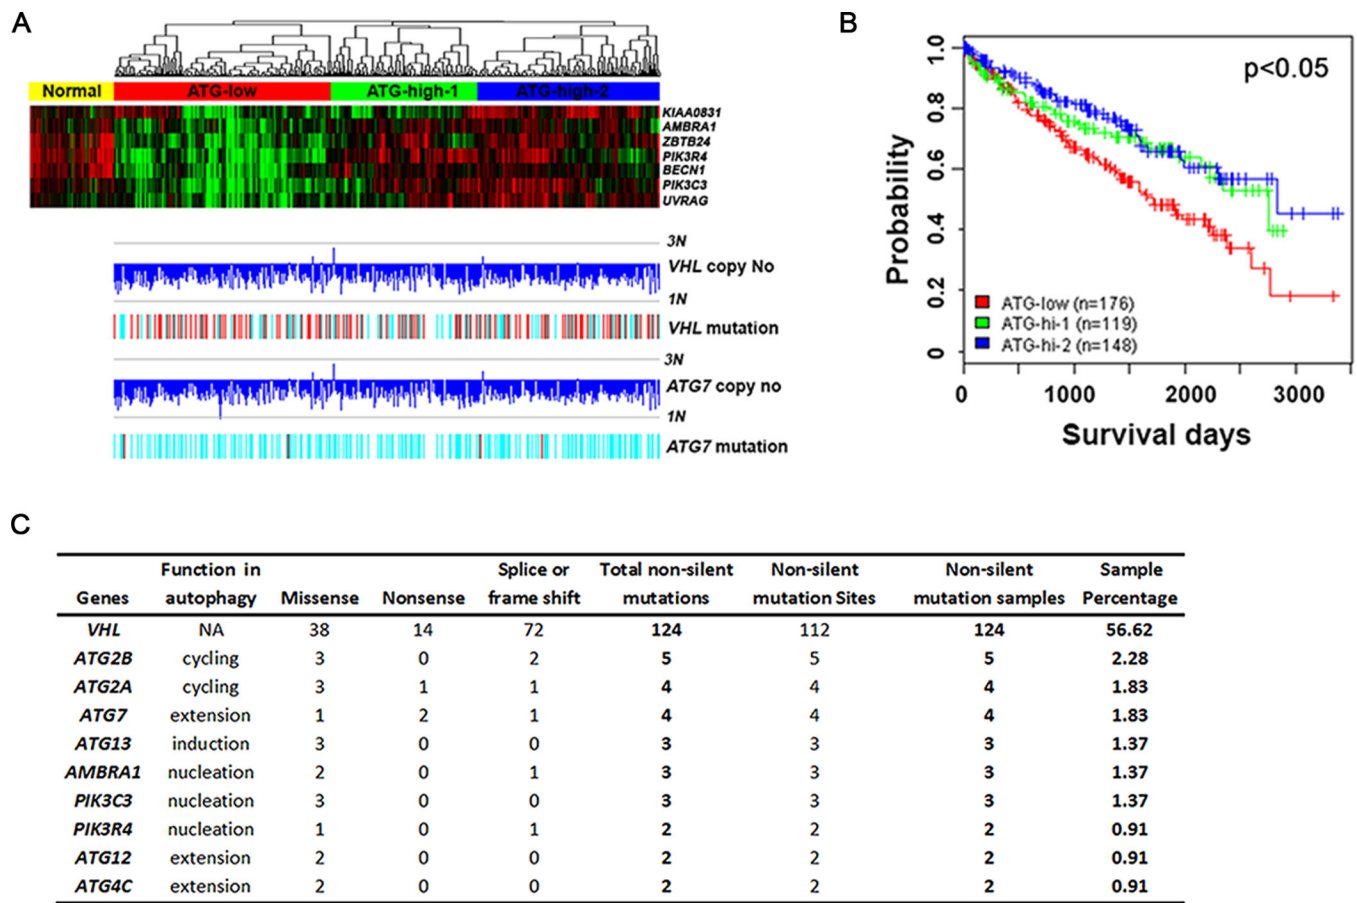 A
Normal ATG-low ATG-high-1 ATG-high-2
KIAA0831
AMBRA1
ZBTB24
PIK3R4
BECN1
PIK3C3
UVRAG
3N
VHL copy No
1N
VHL mutation
3N
ATG7 copy no
1N
ATG7 mutation
B
p<0.05
Probability
1.0
0.8
0.6
0.4
0.2
0
ATG-low (n=176)
ATG-hi-1 (n=119)
ATG-hi-2 (n=148)
0 1000 2000 3000
Survival days
C
Genes Function in autophagy Missense Nonsense Splice or frame shift Total non-silent mutations Non-silent mutation Sites Non-silent mutation samples Sample Percentage
VHL NA 38 14 72 124 112 124 56.62
ATG2B cycling 3 0 2 5 5 5 2.28
ATG2A cycling 3 1 1 4 4 4 1.83
ATG7 extension 1 2 1 4 4 4 1.83
ATG13 induction 3 0 0 3 3 3 1.37
AMBRA1 nucleation 2 0 1 3 3 3 1.37
PIK3C3 nucleation 3 0 0 3 3 3 1.37
PIK3R4 nucleation 1 0 1 2 2 2 0.91
ATG12 extension 2 0 0 2 2 2 0.91
ATG4C extension 2 0 0 2 2 2 0.91